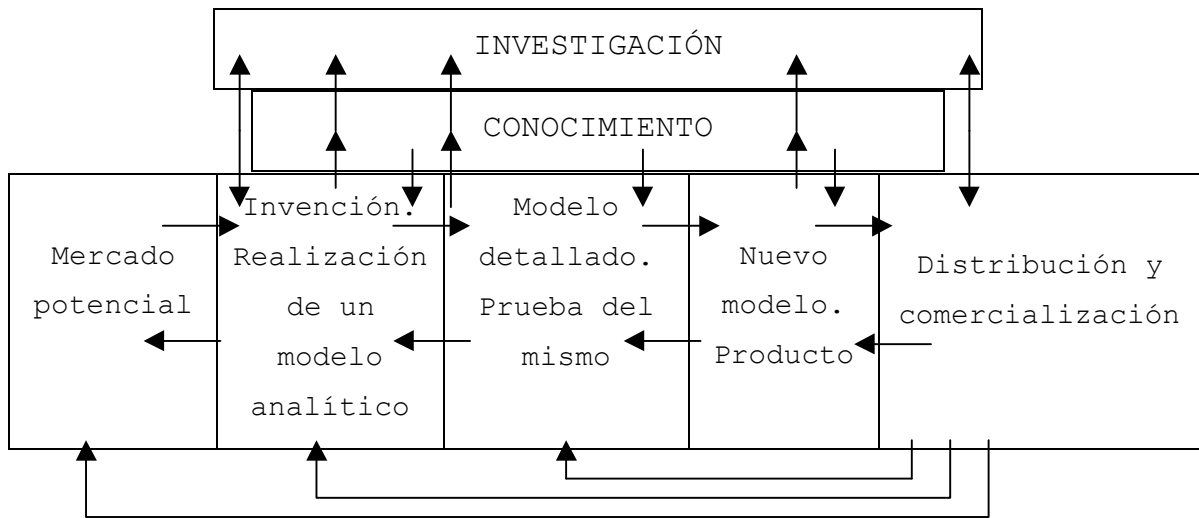 INVESTIGACIÓN
CONOCIMIENTO
Mercado
potencial
Invención.
Realización
de un
modelo
analítico
Modelo
detallado.
Prueba del
mismo
Nuevo
modelo.
Producto
Distribución y
comercialización